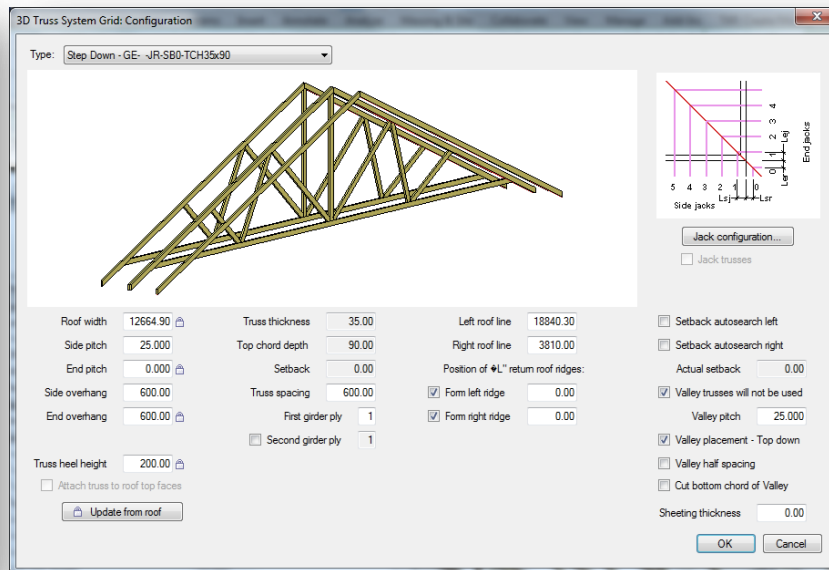 3D Truss System Grid: Configuration
Type: Step Down - GE- -JR-SB0-TCH35x90
5 4 3 2 1 0
Side jacks
Lsj Lsr
0 1 2 3 4
Ler Lej
End jacks
Jack configuration...
Jack trusses
Roof width 12664.90
Side pitch 25.000
End pitch 0.000
Side overhang 600.00
End overhang 600.00
Truss heel height 200.00
Attach truss to roof top faces
Update from roof
Truss thickness 35.00
Top chord depth 90.00
Setback 0.00
Truss spacing 600.00
First girder ply 1
Second girder ply 1
Left roof line 18840.30
Right roof line 3810.00
Position of �L" return roof ridges:
Form left ridge 0.00
Form right ridge 0.00
Setback autosearch left
Setback autosearch right
Actual setback 0.00
Valley trusses will not be used
Valley pitch 25.000
Valley placement - Top down
Valley half spacing
Cut bottom chord of Valley
Sheeting thickness 0.00
OK Cancel